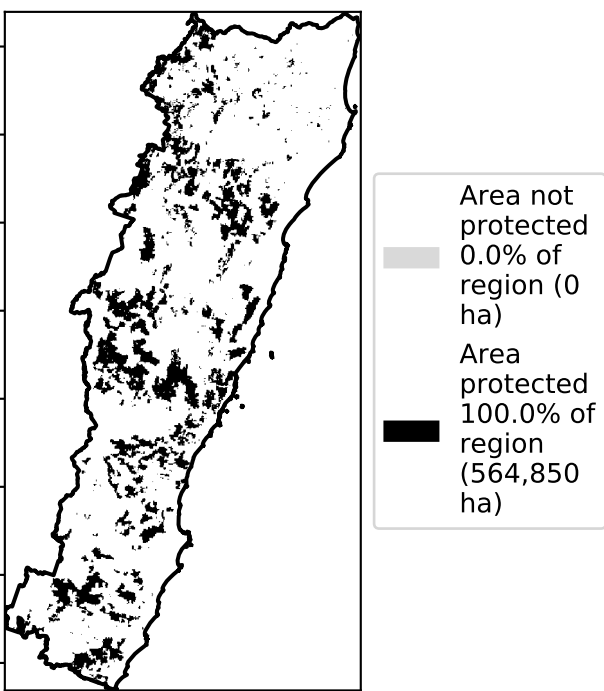 Area not
protected
0.0% of
region (0
ha)
Area
protected
100.0% of
region
(564,850
ha)